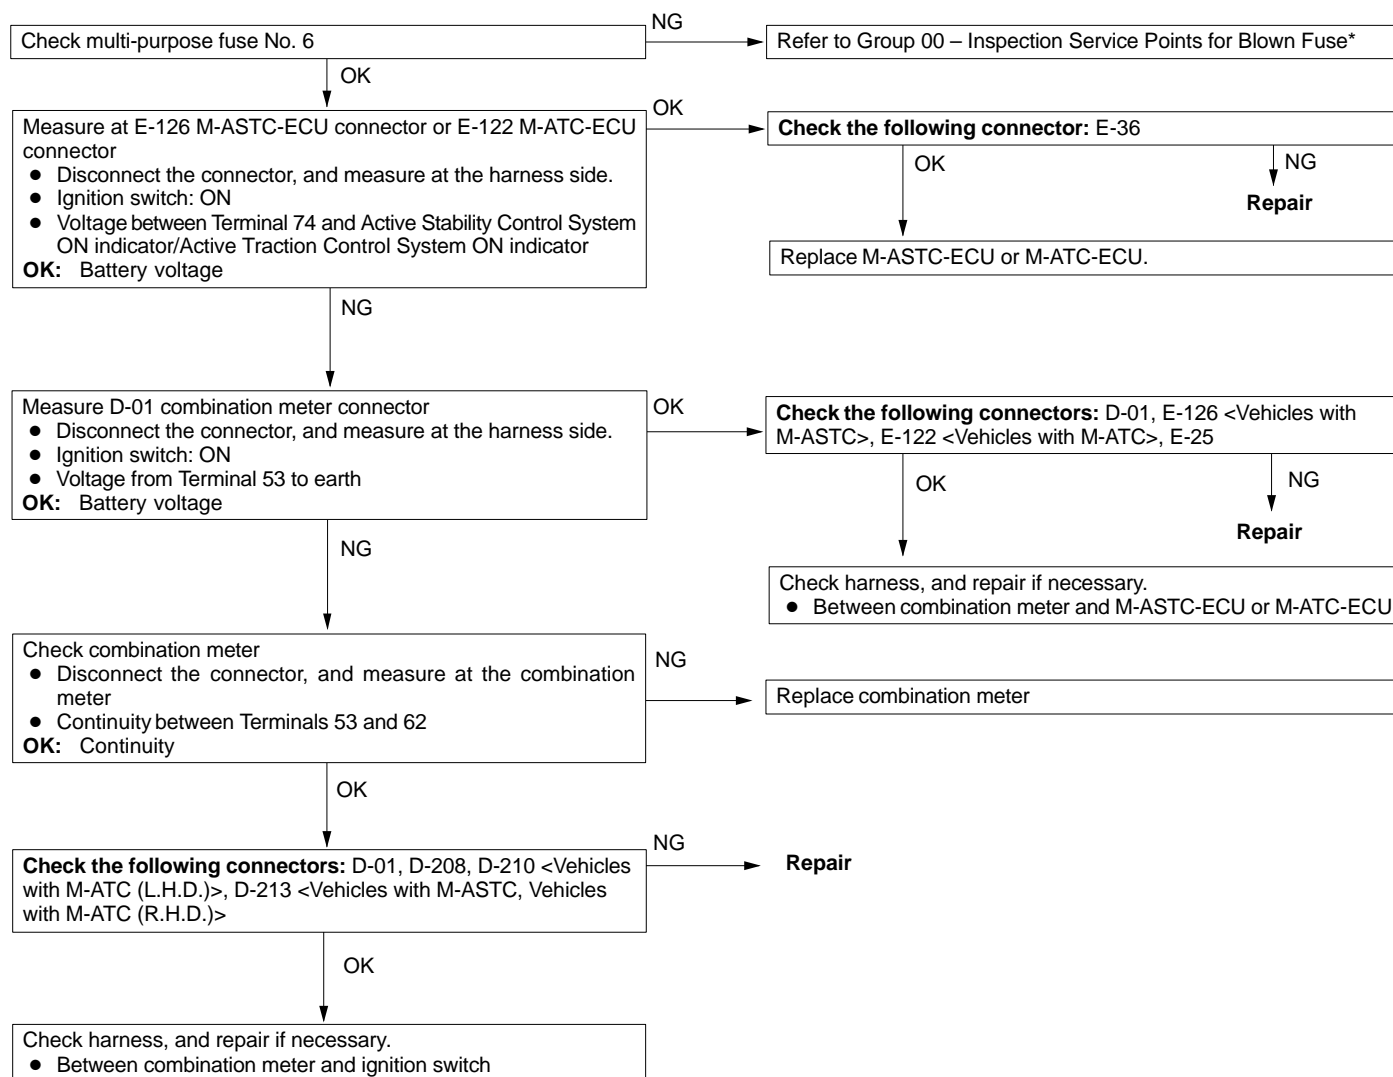 Check multi-purpose fuse No. 6
NG
Refer to Group 00 – Inspection Service Points for Blown Fuse*
OK
Measure at E-126 M-ASTC-ECU connector or E-122 M-ATC-ECU
connector
● Disconnect the connector, and measure at the harness side.
● Ignition switch: ON
● Voltage between Terminal 74 and Active Stability Control System
ON indicator/Active Traction Control System ON indicator
OK: Battery voltage
OK
Check the following connector: E-36
OK
NG
Repair
Replace M-ASTC-ECU or M-ATC-ECU.
NG
Measure D-01 combination meter connector
● Disconnect the connector, and measure at the harness side.
● Ignition switch: ON
● Voltage from Terminal 53 to earth
OK: Battery voltage
OK
Check the following connectors: D-01, E-126 <Vehicles with
M-ASTC>, E-122 <Vehicles with M-ATC>, E-25
OK
NG
Repair
Check harness, and repair if necessary.
● Between combination meter and M-ASTC-ECU or M-ATC-ECU
NG
Check combination meter
● Disconnect the connector, and measure at the combination
meter
● Continuity between Terminals 53 and 62
OK: Continuity
NG
Replace combination meter
OK
Check the following connectors: D-01, D-208, D-210 <Vehicles
with M-ATC (L.H.D.)>, D-213 <Vehicles with M-ASTC, Vehicles
with M-ATC (R.H.D.)>
NG
Repair
OK
Check harness, and repair if necessary.
● Between combination meter and ignition switch